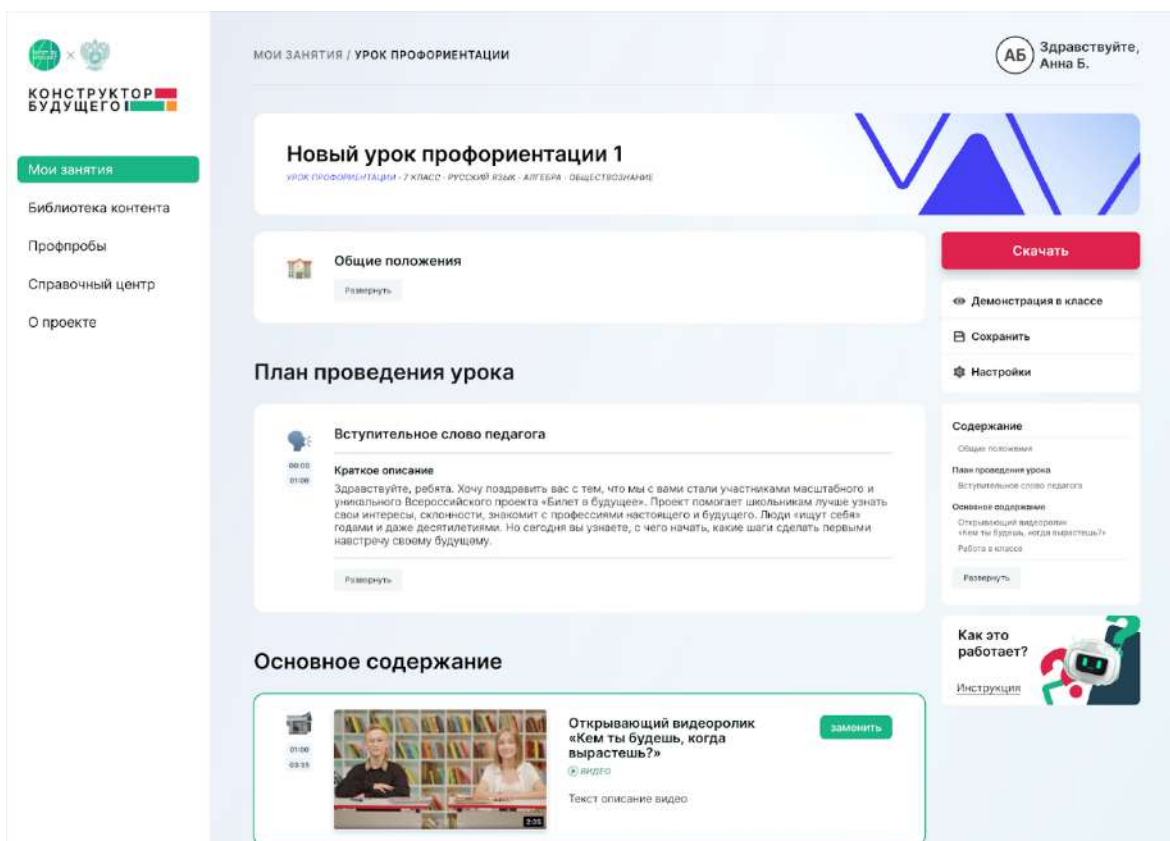 КОНСТРУКТОР
БУДУЩЕГО
Мои занятия
Библиотека контента
Профпробы
Справочный центр
О проекте
МОИ ЗАНЯТИЯ / УРОК ПРОФОРИЕНТАЦИИ
АБ
Здравствуйте,
Анна Б.
Новый урок профориентации 1
УРОК ПРОФОРИЕНТАЦИИ - 7 КЛАСС - РУССКИЙ ЯЗЫК - АЛГЕБРА - ОБЩЕСТВОЗНАНИЕ
Общие положения
Развернуть
План проведения урока
Вступительное слово педагога
00:00
01:00
Краткое описание
Здравствуйте, ребята. Хочу поздравить вас с тем, что мы с вами стали участниками масштабного и
уникального Всероссийского проекта «Билет в будущее». Проект помогает школьникам лучше узнать
свои интересы, склонности, знакомит с профессиями настоящего и будущего. Люди «ищут себя»
годами и даже десятилетиями. Но сегодня вы узнаете, с чего начать, какие шаги сделать первыми
навстречу своему будущему.
Развернуть
Основное содержание
01:00
03:35
2:35
Открывающий видеоролик
«Кем ты будешь, когда
вырастешь?»
ВИДЕО
Текст описание видео
заменить
Скачать
Демонстрация в классе
Сохранить
Настройки
Содержание
Общие положения
План проведения урока
Вступительное слово педагога
Основное содержание
Открывающий видеоролик
«Кем ты будешь, когда вырастешь?»
Работа в классе
Развернуть
Как это
работает?
Инструкция